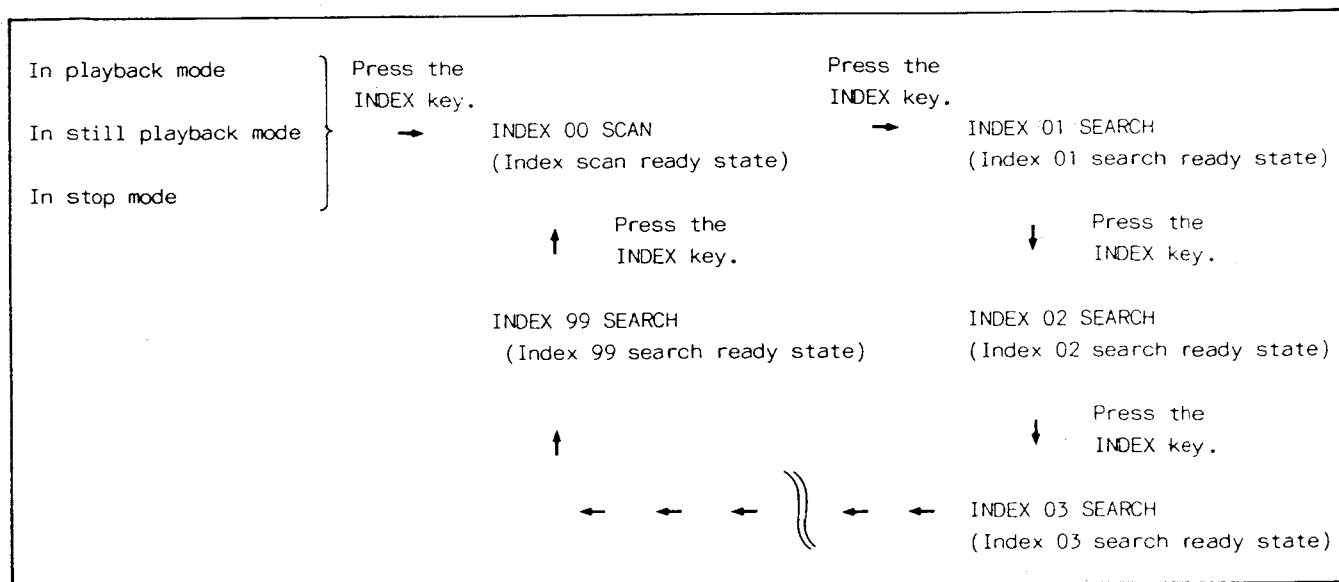 In playback mode
In still playback mode
In stop mode
Press the
INDEX key.
INDEX 00 SCAN
(Index scan ready state)
Press the
INDEX key.
INDEX 01 SEARCH
(Index 01 search ready state)
Press the
INDEX key.
INDEX 02 SEARCH
(Index 02 search ready state)
Press the
INDEX key.
INDEX 03 SEARCH
(Index 03 search ready state)
INDEX 99 SEARCH
(Index 99 search ready state)
Press the
INDEX key.